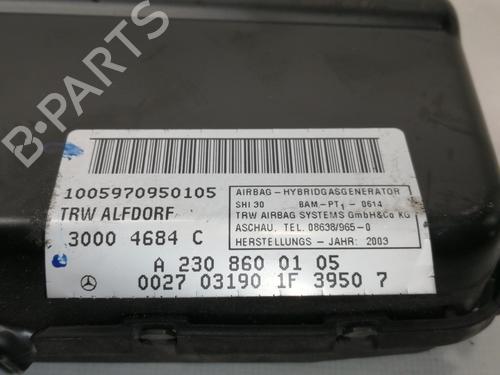 B-PARTS
1005970950105
TRW ALFDORF
3000 4684 C
AIRBAG-HYBRIDGASGENERATOR
SHI 30 BAM-PT1-0614
TRW AIRBAG SYSTEMS GmbH&Co KG
ASCHAU, TEL. 08638/965-0
HERSTELLUNGS - JAHR: 2003
A 230 860 01 05
0027 03190 1F 3950 7